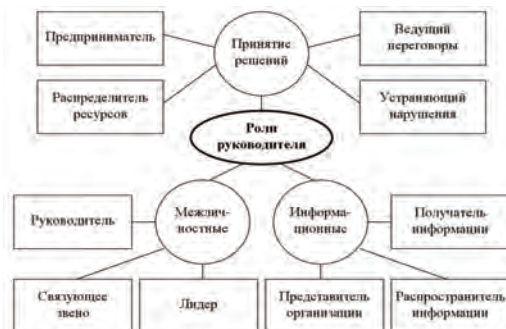 Предприниматель
Принятие
решений
Ведущий
переговоры
Распределитель
ресурсов
Устраняющий
нарушения
Роли
руководителя
Руководитель
Межлич-
ностные
Информа-
ционные
Получатель
информации
Связующее
звено
Лидер
Представитель
организации
Распространитель
информации